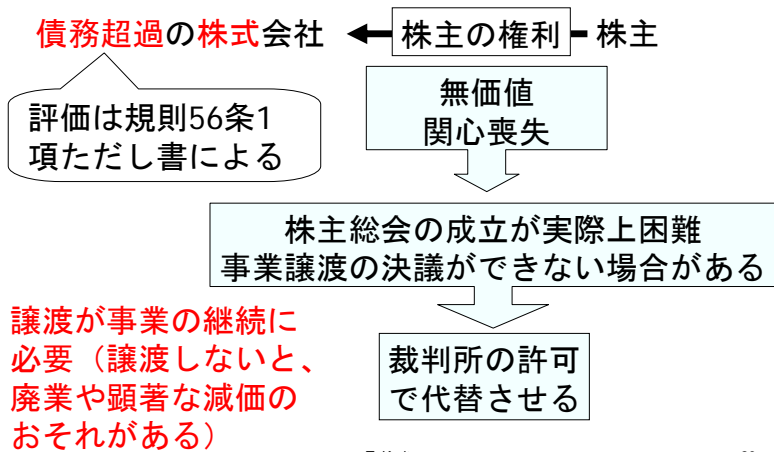 債務超過の株式会社
株主の権利
株主
評価は規則56条1
項ただし書による
無価値
関心喪失
株主総会の成立が実際上困難
事業譲渡の決議ができない場合がある
譲渡が事業の継続に
必要（譲渡しないと、
廃業や顕著な減価の
おそれがある）
裁判所の許可
で代替させる